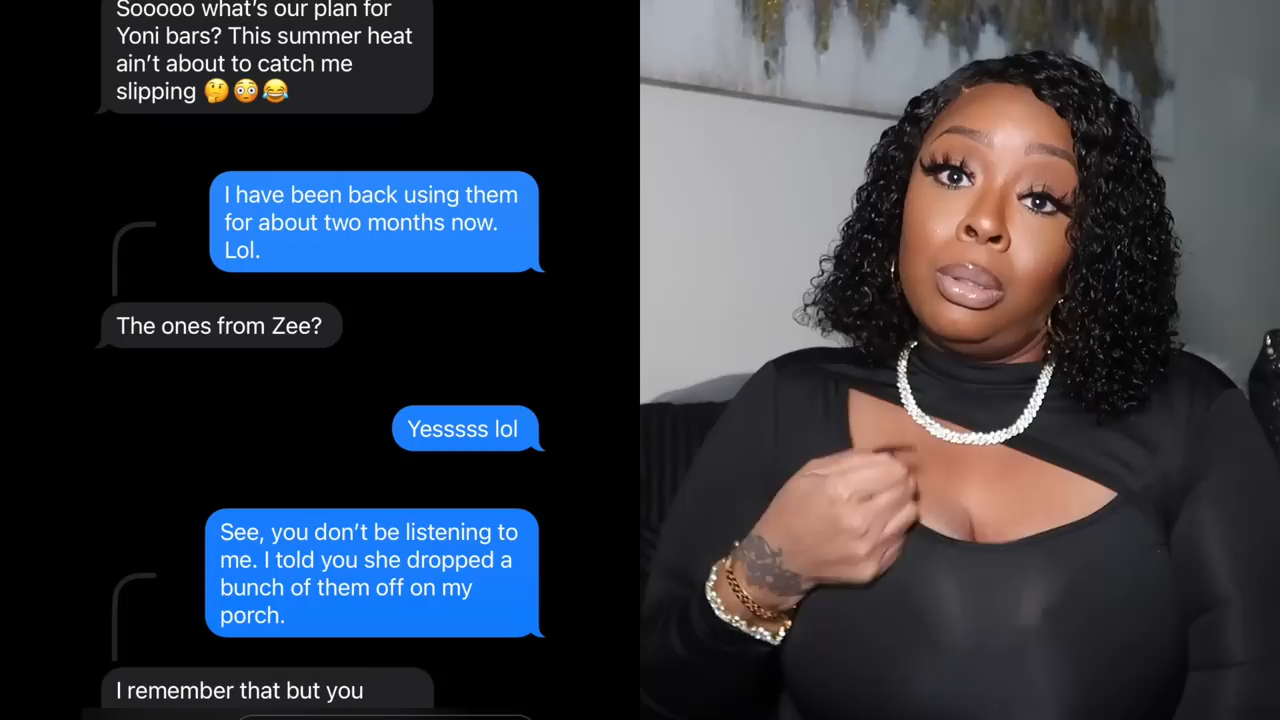 Sooooo what’s our plan for
Yoni bars? This summer heat
ain’t about to catch me
slipping 🤔😳😂
I have been back using them
for about two months now.
Lol.
The ones from Zee?
Yesssss lol
See, you don’t be listening to
me. I told you she dropped a
bunch of them off on my
porch.
I remember that but you